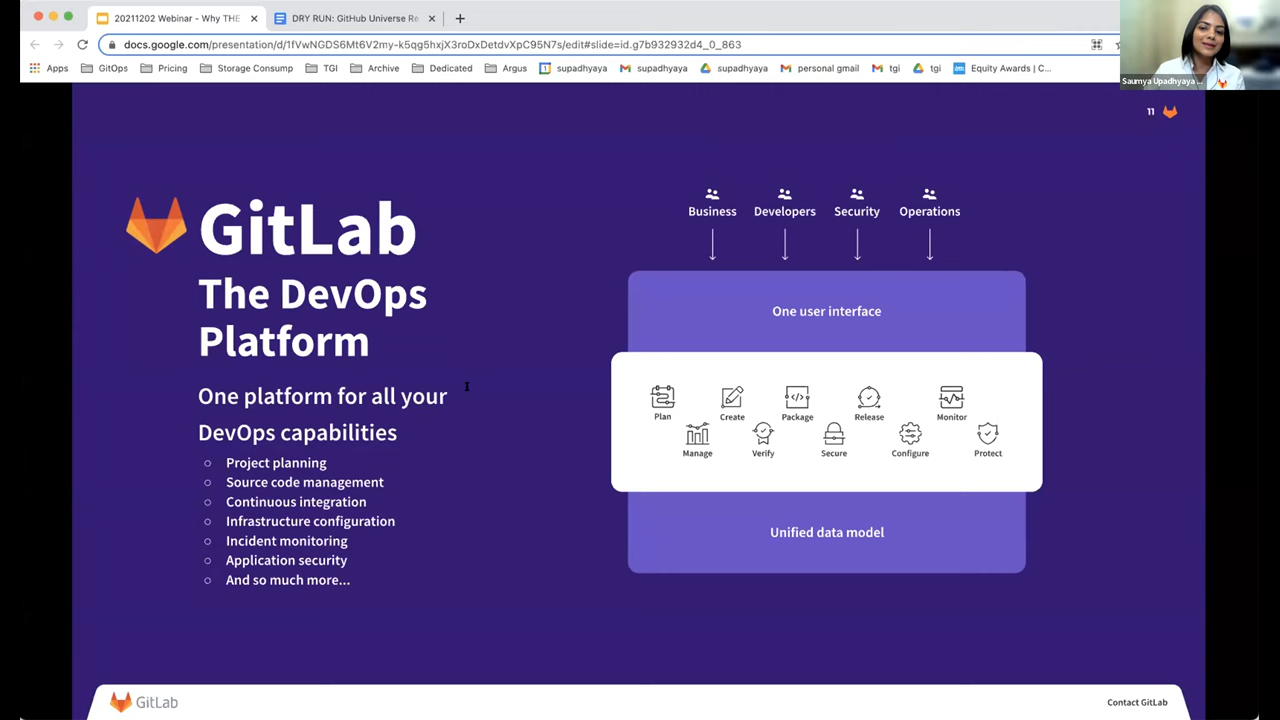 20211202 Webinar - Why THE
DRY RUN: GitHub Universe Re
docs.google.com/presentation/d/1fVwNGDS6Mt6V2my-k5qg5hxjX3roDxDetdvXpC95N7s/edit#slide=id.g7b932932d4_0_863
Apps GitOps Pricing Storage Consump TGI Archive Dedicated Argus supadhyaya supadhyaya supadhyaya personal gmail tgi tgi Equity Awards | C...
Saumya Upadhyaya ...
11
GitLab
The DevOps
Platform
One platform for all your
DevOps capabilities
Project planning
Source code management
Continuous integration
Infrastructure configuration
Incident monitoring
Application security
And so much more...
Business Developers Security Operations
One user interface
Plan Create Package Release Monitor
Manage Verify Secure Configure Protect
Unified data model
GitLab
Contact GitLab